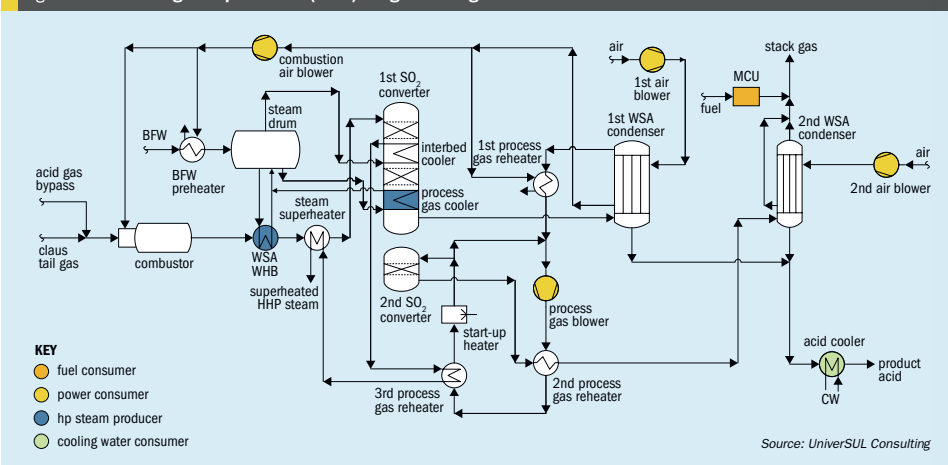 combustion
air blower
1st SO2
converter
air
1st air
blower
stack gas
MCU
fuel
1st WSA
condenser
2nd WSA
condenser
steam
drum
BFW
BFW
preheater
interbed
cooler
1st process
gas reheater
air
2nd air blower
acid gas
bypass
process
gas cooler
steam
superheater
claus
tail gas
combustor
WSA
WHB
superheated
HHP steam
2nd SO2
converter
process
gas blower
start-up
heater
acid cooler
product
acid
CW
3rd process
gas reheater
2nd process
gas reheater
KEY
fuel consumer
power consumer
hp steam producer
cooling water consumer
Source: UniverSUL Consulting